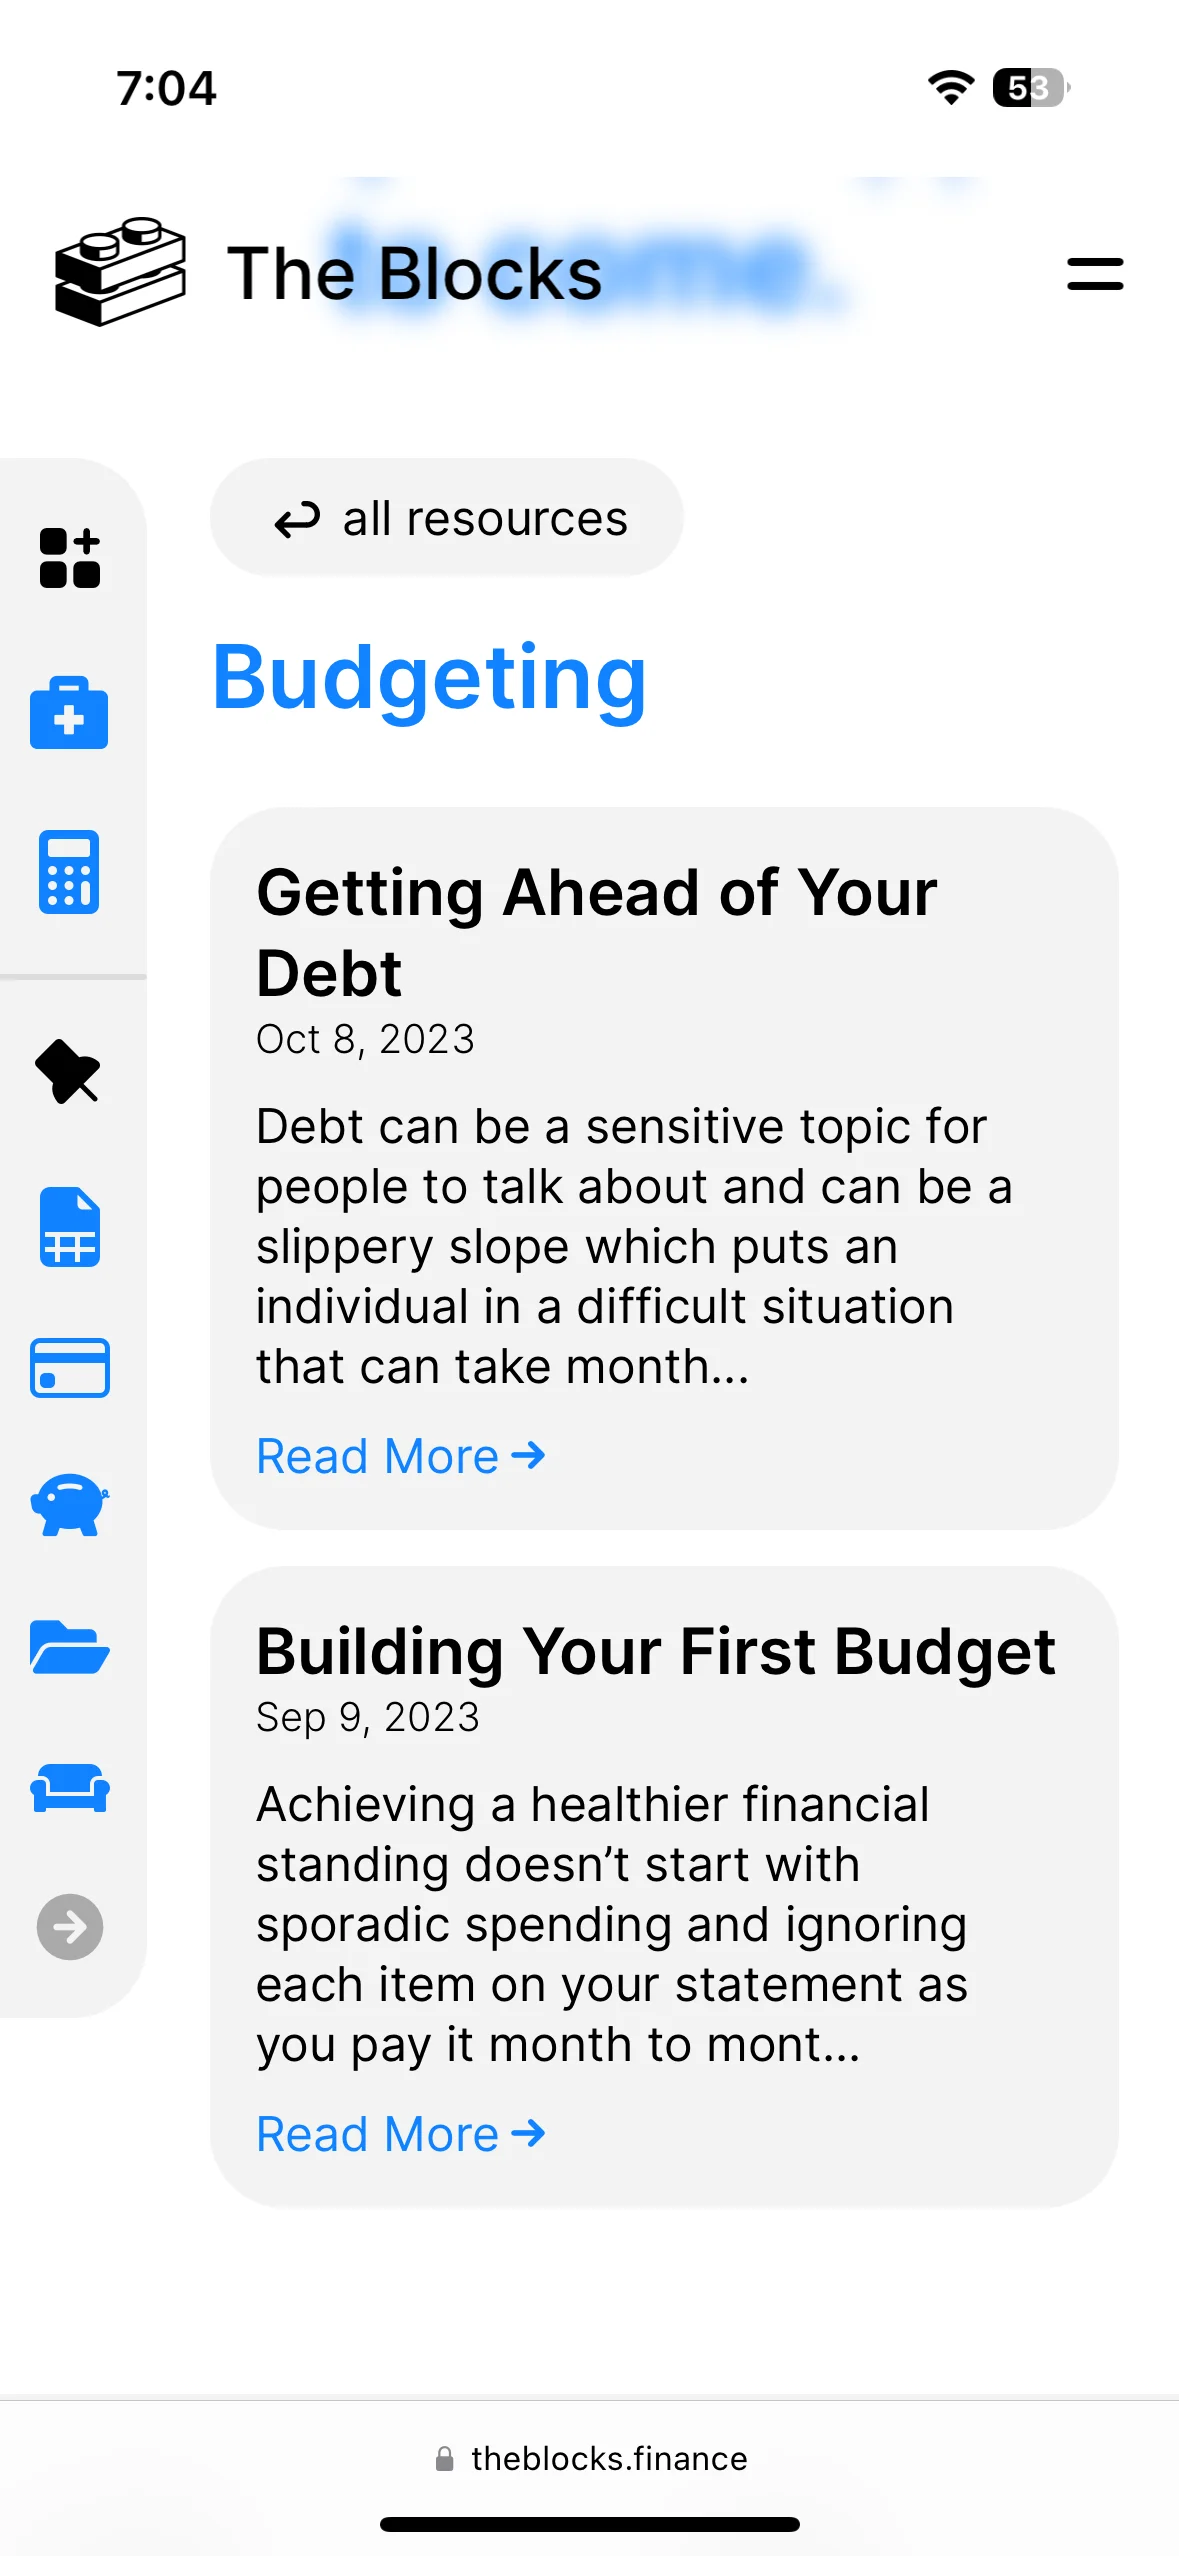 7:04
53
to come.
The Blocks
all resources
Budgeting
Getting Ahead of Your
Debt
Oct 8, 2023
Debt can be a sensitive topic for
people to talk about and can be a
slippery slope which puts an
individual in a difficult situation
that can take month...
Read More
Building Your First Budget
Sep 9, 2023
Achieving a healthier financial
standing doesn’t start with
sporadic spending and ignoring
each item on your statement as
you pay it month to mont...
Read More
theblocks.finance